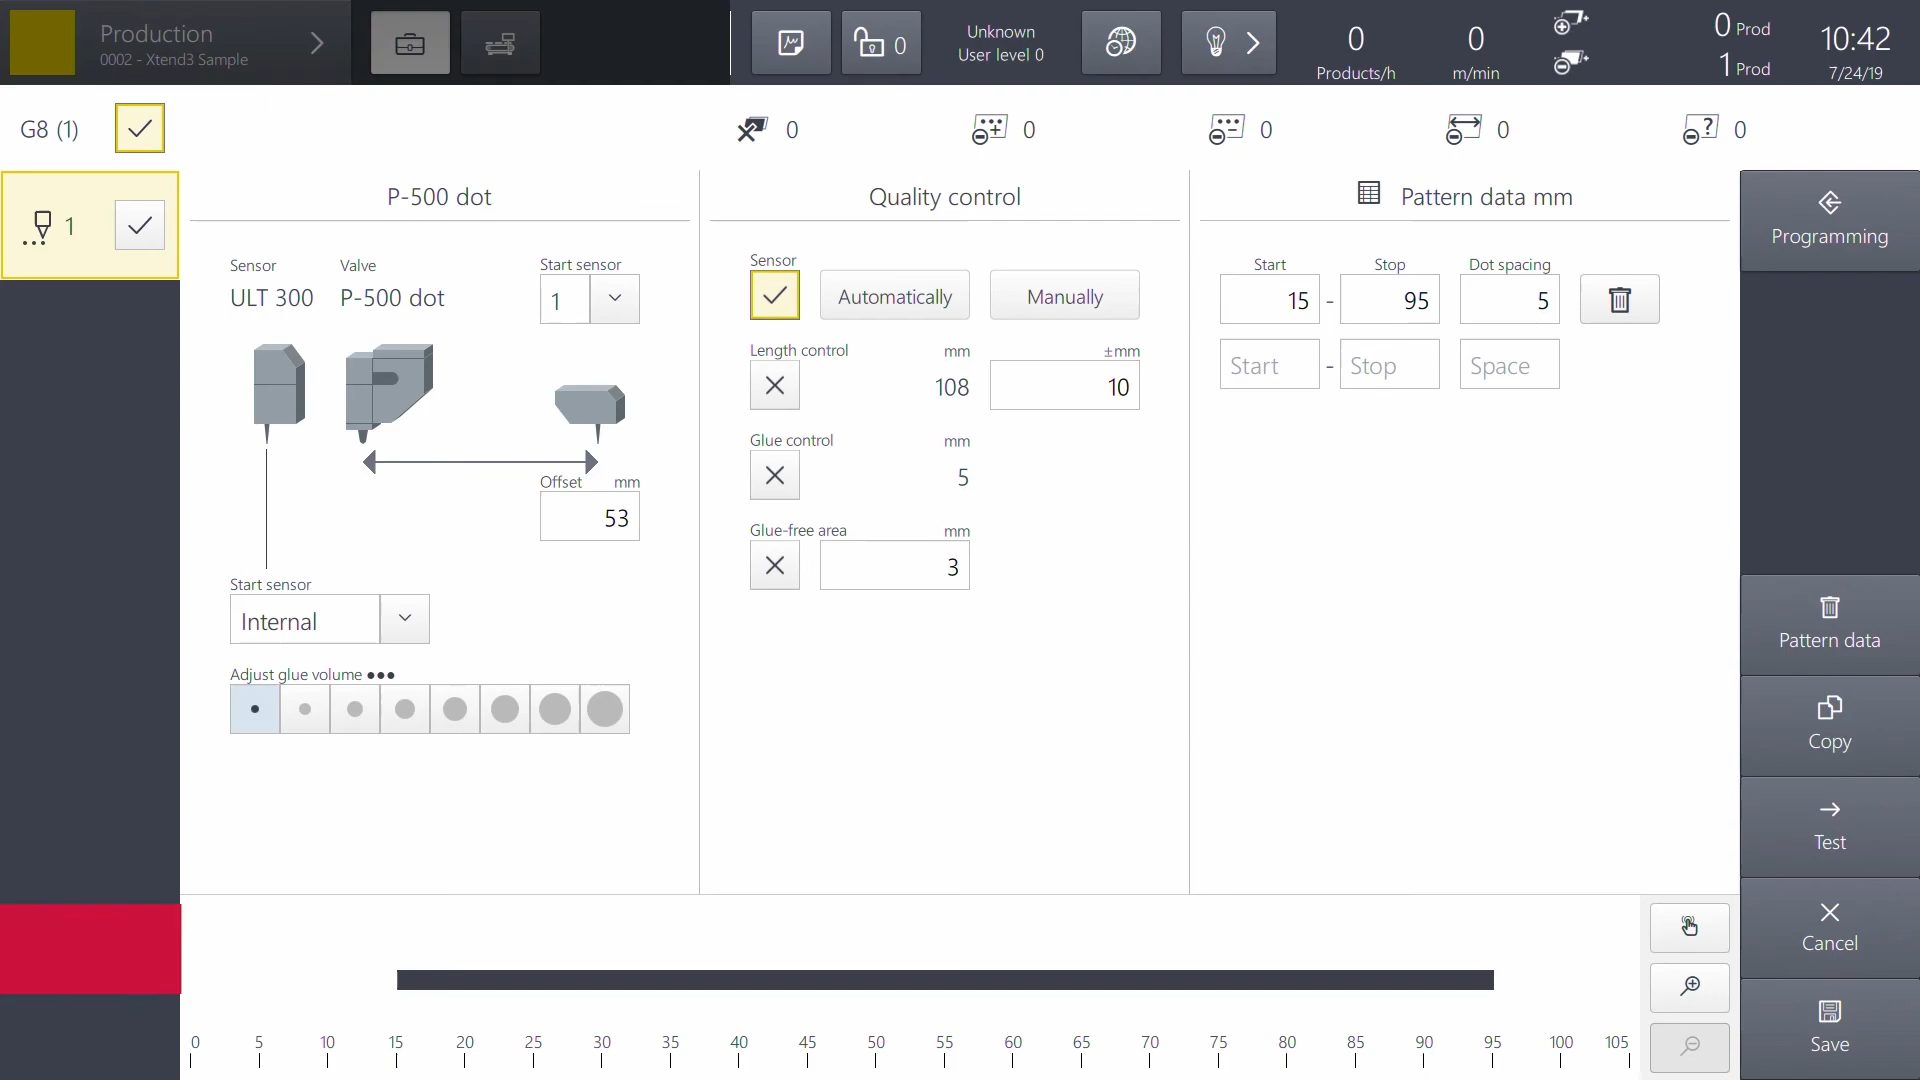 Production
0002 - Xtend3 Sample
0
Unknown
User level 0
0
Products/h
0
m/min
0 Prod
1 Prod
10:42
7/24/19
G8 (1)
0
0
0
0
0
1
P-500 dot
Sensor
ULT 300
Valve
P-500 dot
Start sensor
1
Offset mm
53
Start sensor
Internal
Adjust glue volume
Quality control
Sensor
Automatically
Manually
Length control mm ±mm
108 10
Glue control mm
5
Glue-free area mm
3
Pattern data mm
Start Stop Dot spacing
15 - 95 5
Start - Stop Space
Programming
Pattern data
Copy
Test
Cancel
Save
0 5 10 15 20 25 30 35 40 45 50 55 60 65 70 75 80 85 90 95 100 105